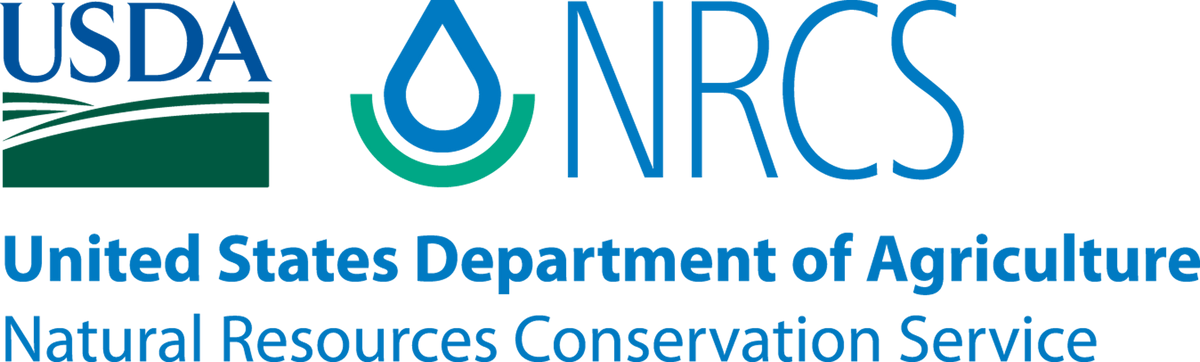 USDA NRCS
United States Department of Agriculture
Natural Resources Conservation Service